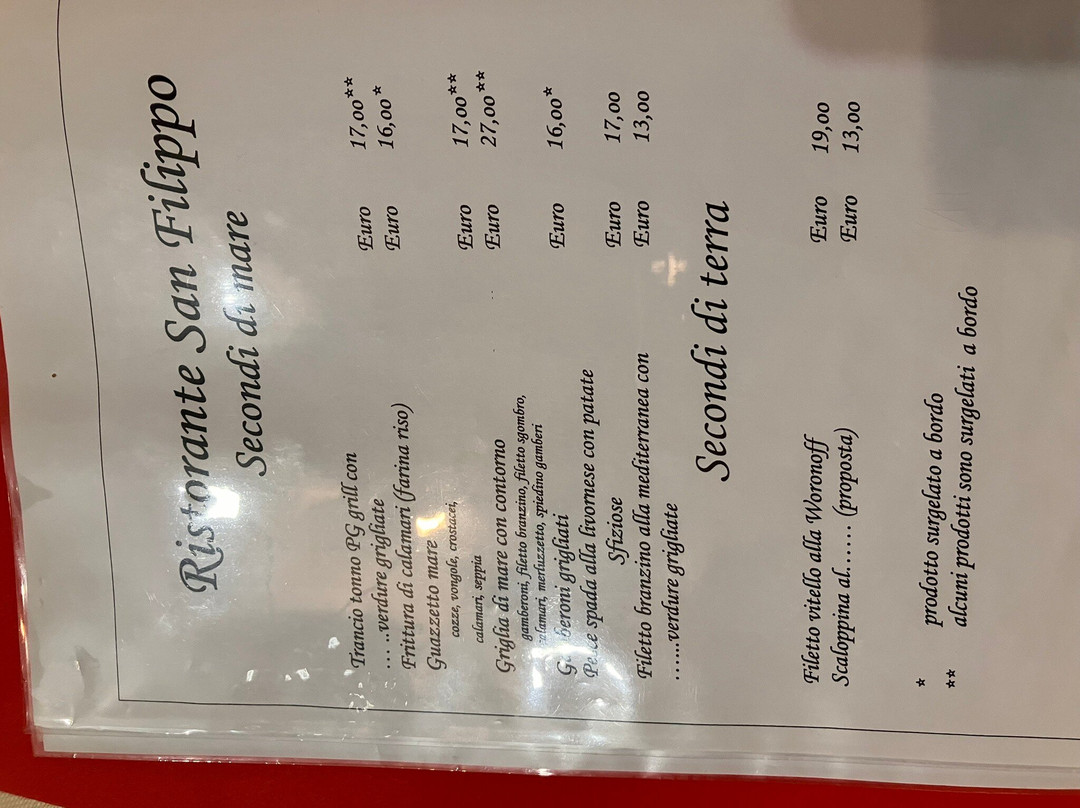 Ristorante San Filippo
Secondi di mare
Trancio tonno PG grill con Euro 17,00**
... ..verdure grigliate
Frittura di calamari (farina riso) Euro 16,00*
Guazzetto mare Euro 17,00**
cozze, vongole, crostacei,
calamari, seppia
Griglia di mare con contorno Euro 27,00**
gamberoni, filetto branzino, filetto sgombro,
calamari, merluzzetto, spiedino gamberi
Gamberoni grigliati Euro 16,00*
Pesce spada alla livornese con patate Euro 17,00
Sfiziose
Filetto branzino alla mediterranea con Euro 13,00
......verdure grigliate
Secondi di terra
Filetto vitello alla Woronoff Euro 19,00
Scaloppina al...... (proposta) Euro 13,00
* prodotto surgelato a bordo
** alcuni prodotti sono surgelati a bordo